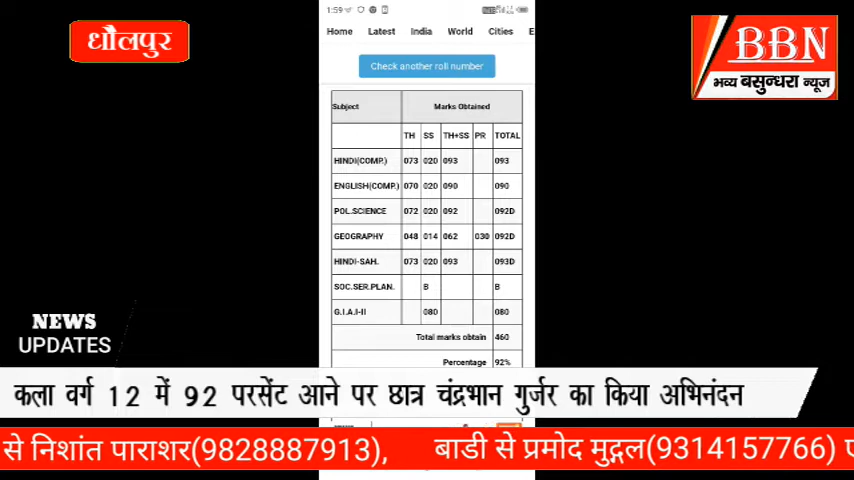 1:59
धौलपुर
BBN
भव्य बसुन्धरा न्यूज
Home Latest India World Cities E
Check another roll number
Subject Marks Obtained
TH SS TH+SS PR TOTAL
HINDI(COMP.) 073 020 093 093
ENGLISH(COMP.) 070 020 090 090
POL.SCIENCE 072 020 092 092D
GEOGRAPHY 048 014 062 030 092D
HINDI-SAH. 073 020 093 093D
SOC.SER.PLAN. B B
G.I.A.I-II 080 080
Total marks obtain 460
Percentage 92%
NEWS
UPDATES
कला वर्ग 12 में 92 परसेंट आने पर छात्र चंद्रभान गुर्जर का किया अभिनंदन
से निशांत पाराशर(9828887913), बाडी से प्रमोद मुद्गल(9314157766) ए